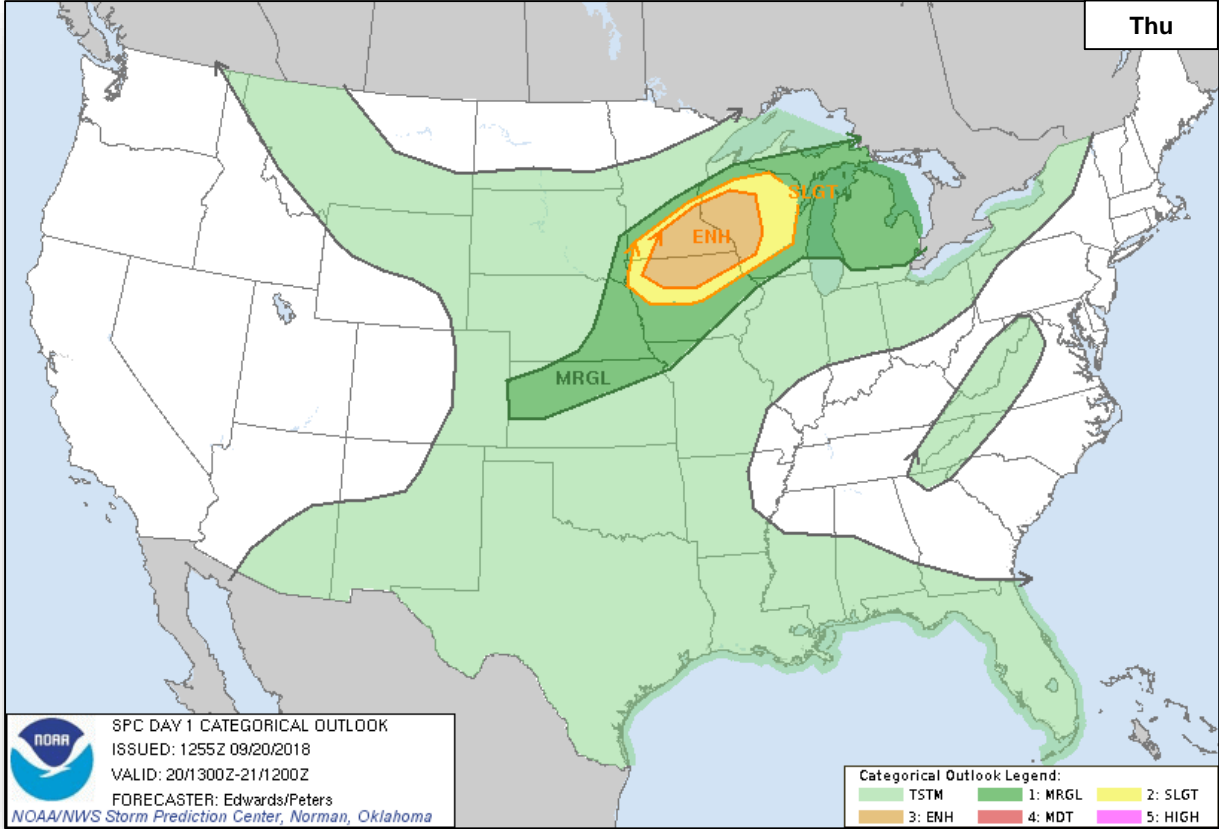 Thu
SLGT
ENH
MRGL
NOAA
SPC DAY 1 CATEGORICAL OUTLOOK
ISSUED: 1255Z 09/20/2018
VALID: 20/1300Z-21/1200Z
FORECASTER: Edwards/Peters
NOAA/NWS Storm Prediction Center, Norman, Oklahoma
Categorical Outlook Legend:
TSTM 1: MRGL 2: SLGT
3: ENH 4: MDT 5: HIGH